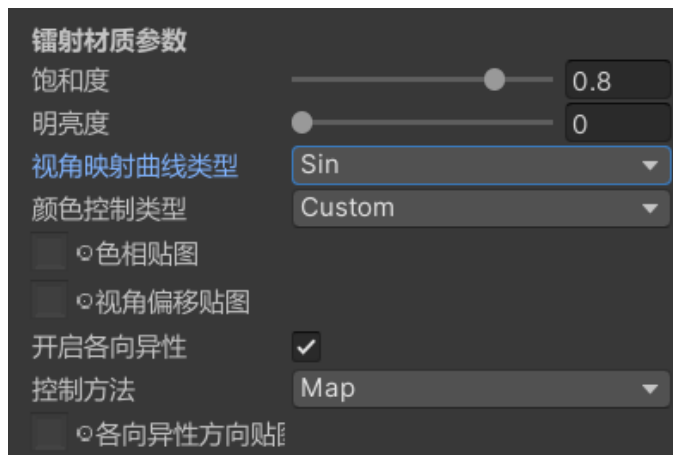 镭射材质参数
饱和度 0.8
明亮度 0
视角映射曲线类型 Sin
颜色控制类型 Custom
色相贴图
视角偏移贴图
开启各向异性
控制方法 Map
各向异性方向贴图